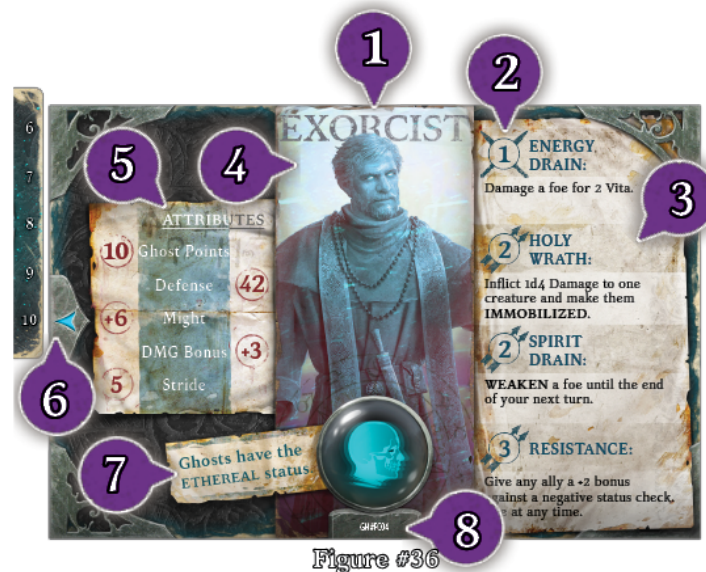 1
2
EXORCIST
6
7
8
9
10
5
4
3
ATTRIBUTES
10 Ghost Points
Defense 42
+6 Might
DMG Bonus +3
5 Stride
1 ENERGY
DRAIN:
Damage a foe for 2 Vita.
2 HOLY
WRATH:
Inflict 1d4 Damage to one
creature and make them
IMMOBILIZED.
2 SPIRIT
DRAIN:
WEAKEN a foe until the end
of your next turn.
3 RESISTANCE:
Give any ally a +2 bonus
against a negative status check,
at any time.
6
7
Ghosts have the
ETHEREAL status
8
Figure #36